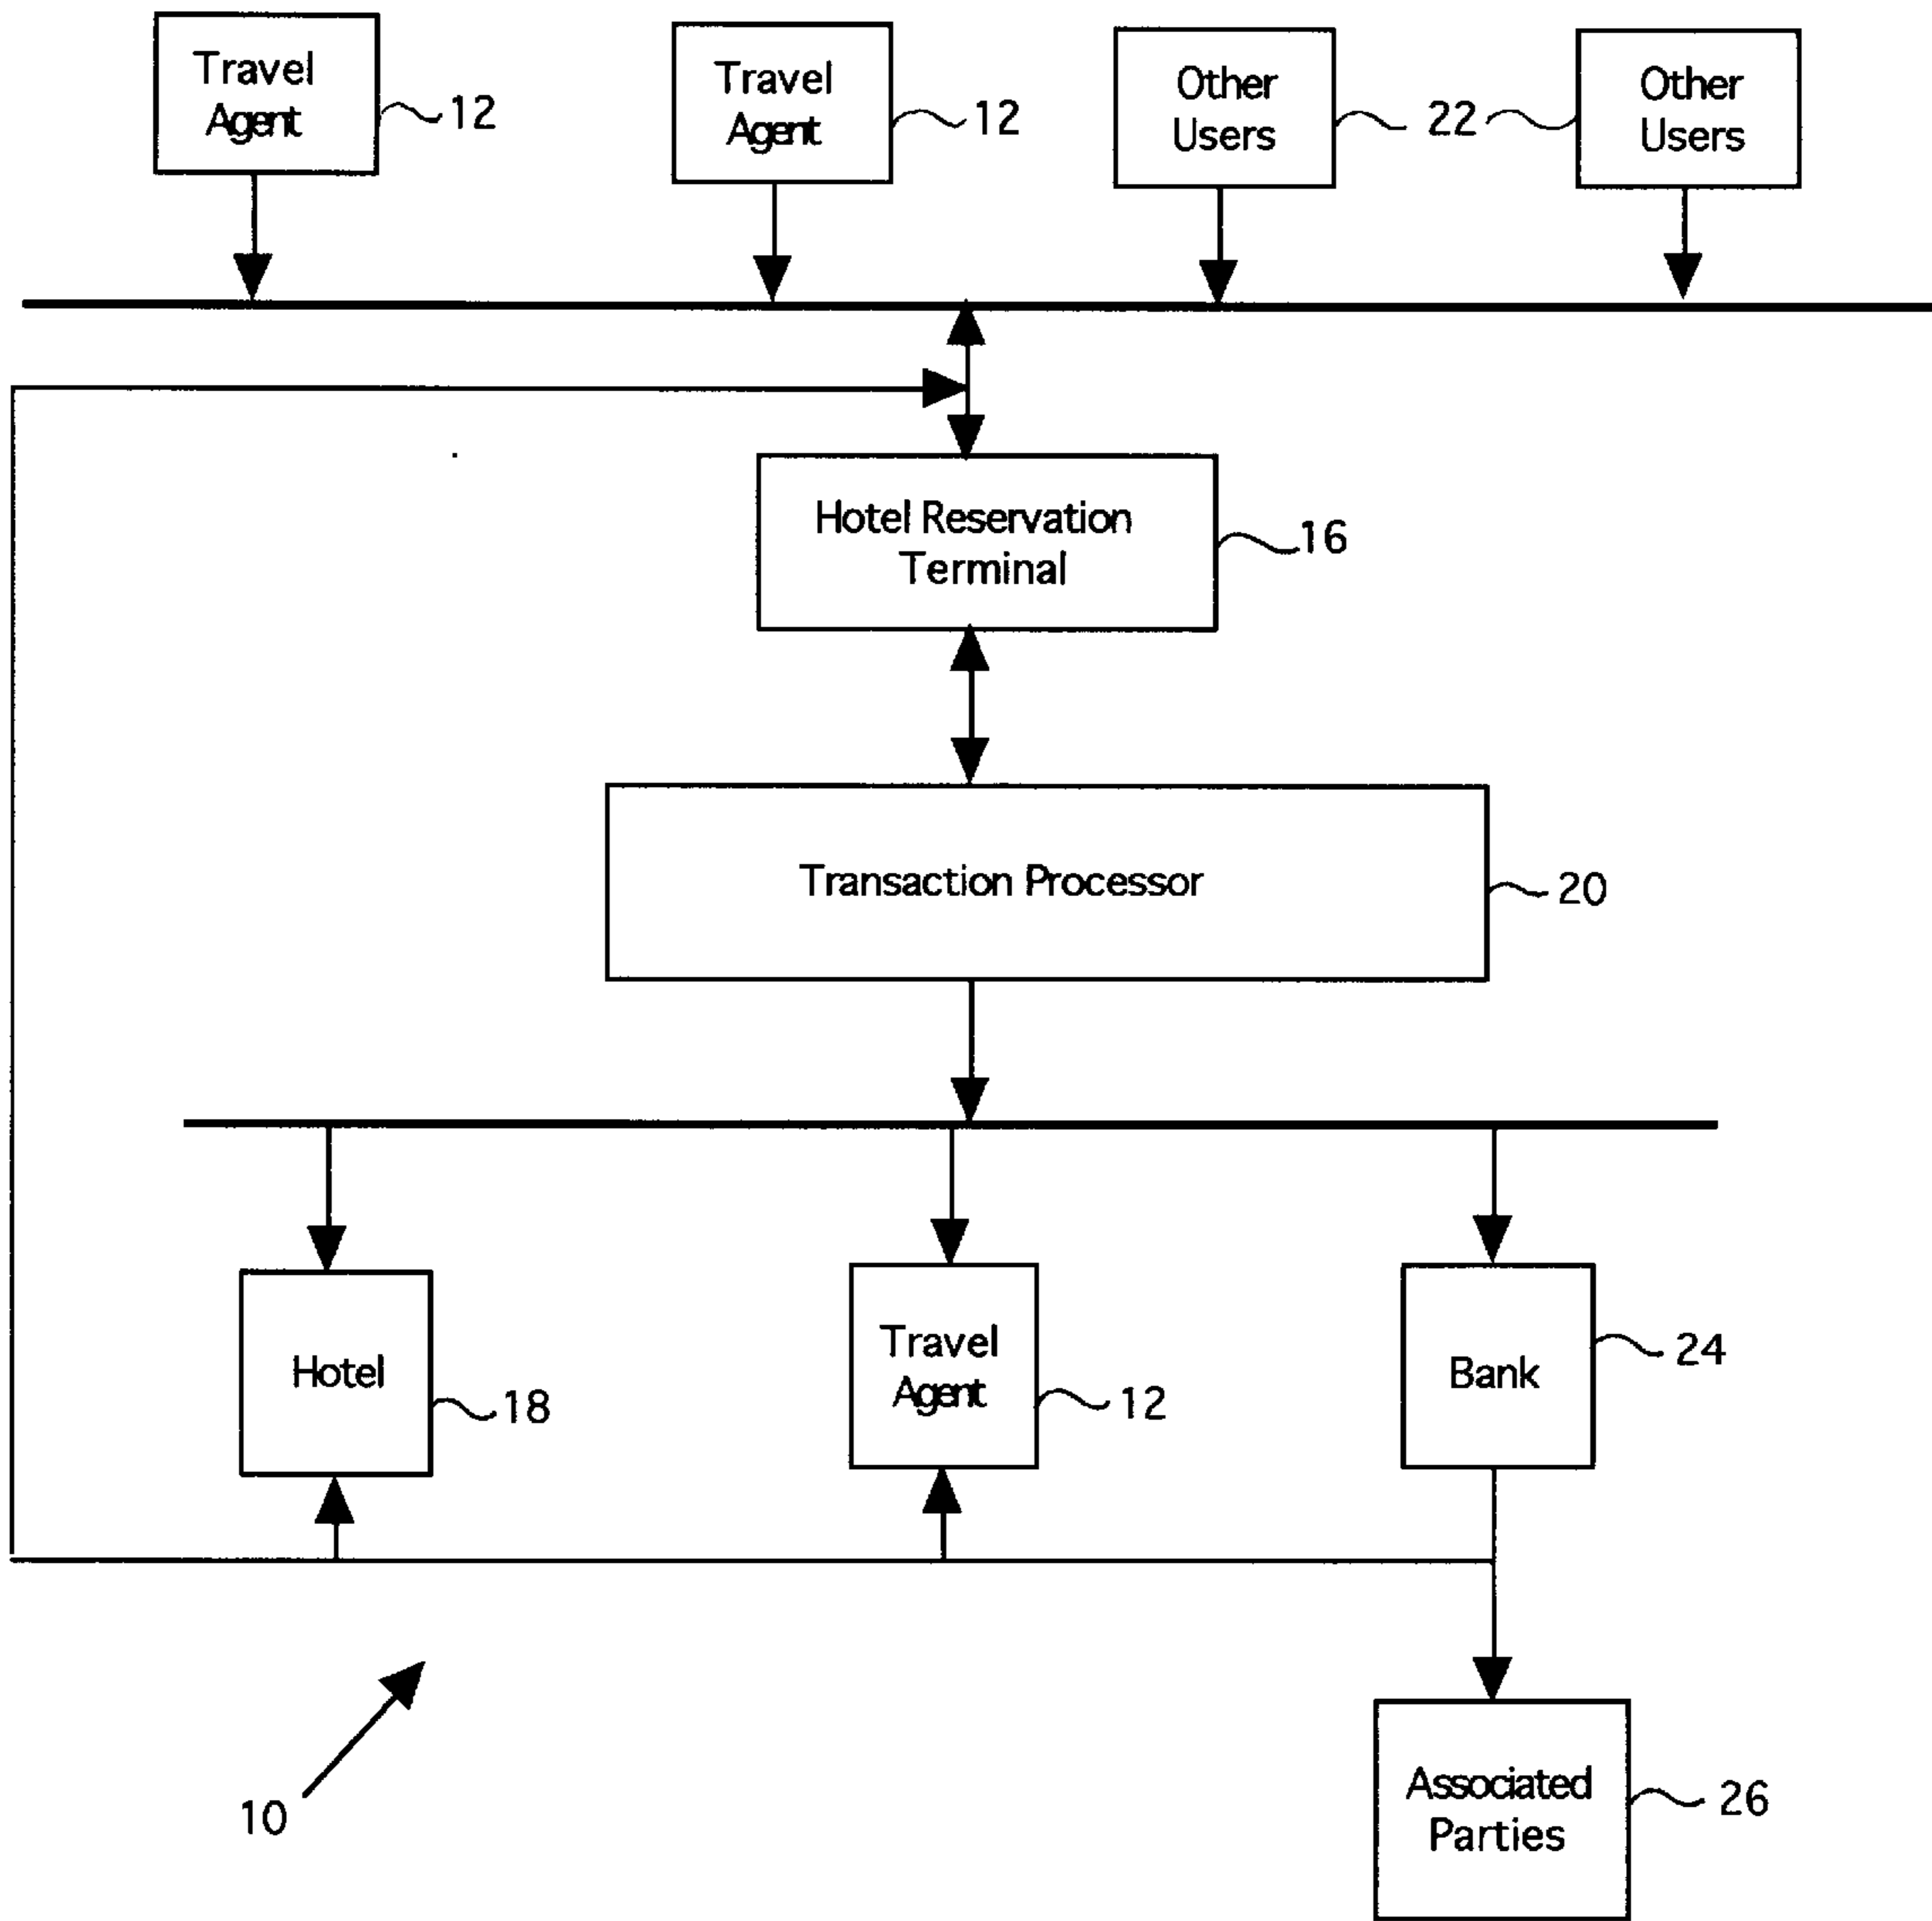 Travel
Agent
12
Travel
Agent
12
Other
Users
22
Other
Users
Hotel Reservation
Terminal
16
Transaction Processor
20
Hotel
18
Travel
Agent
12
Bank
24
10
Associated
Parties
26